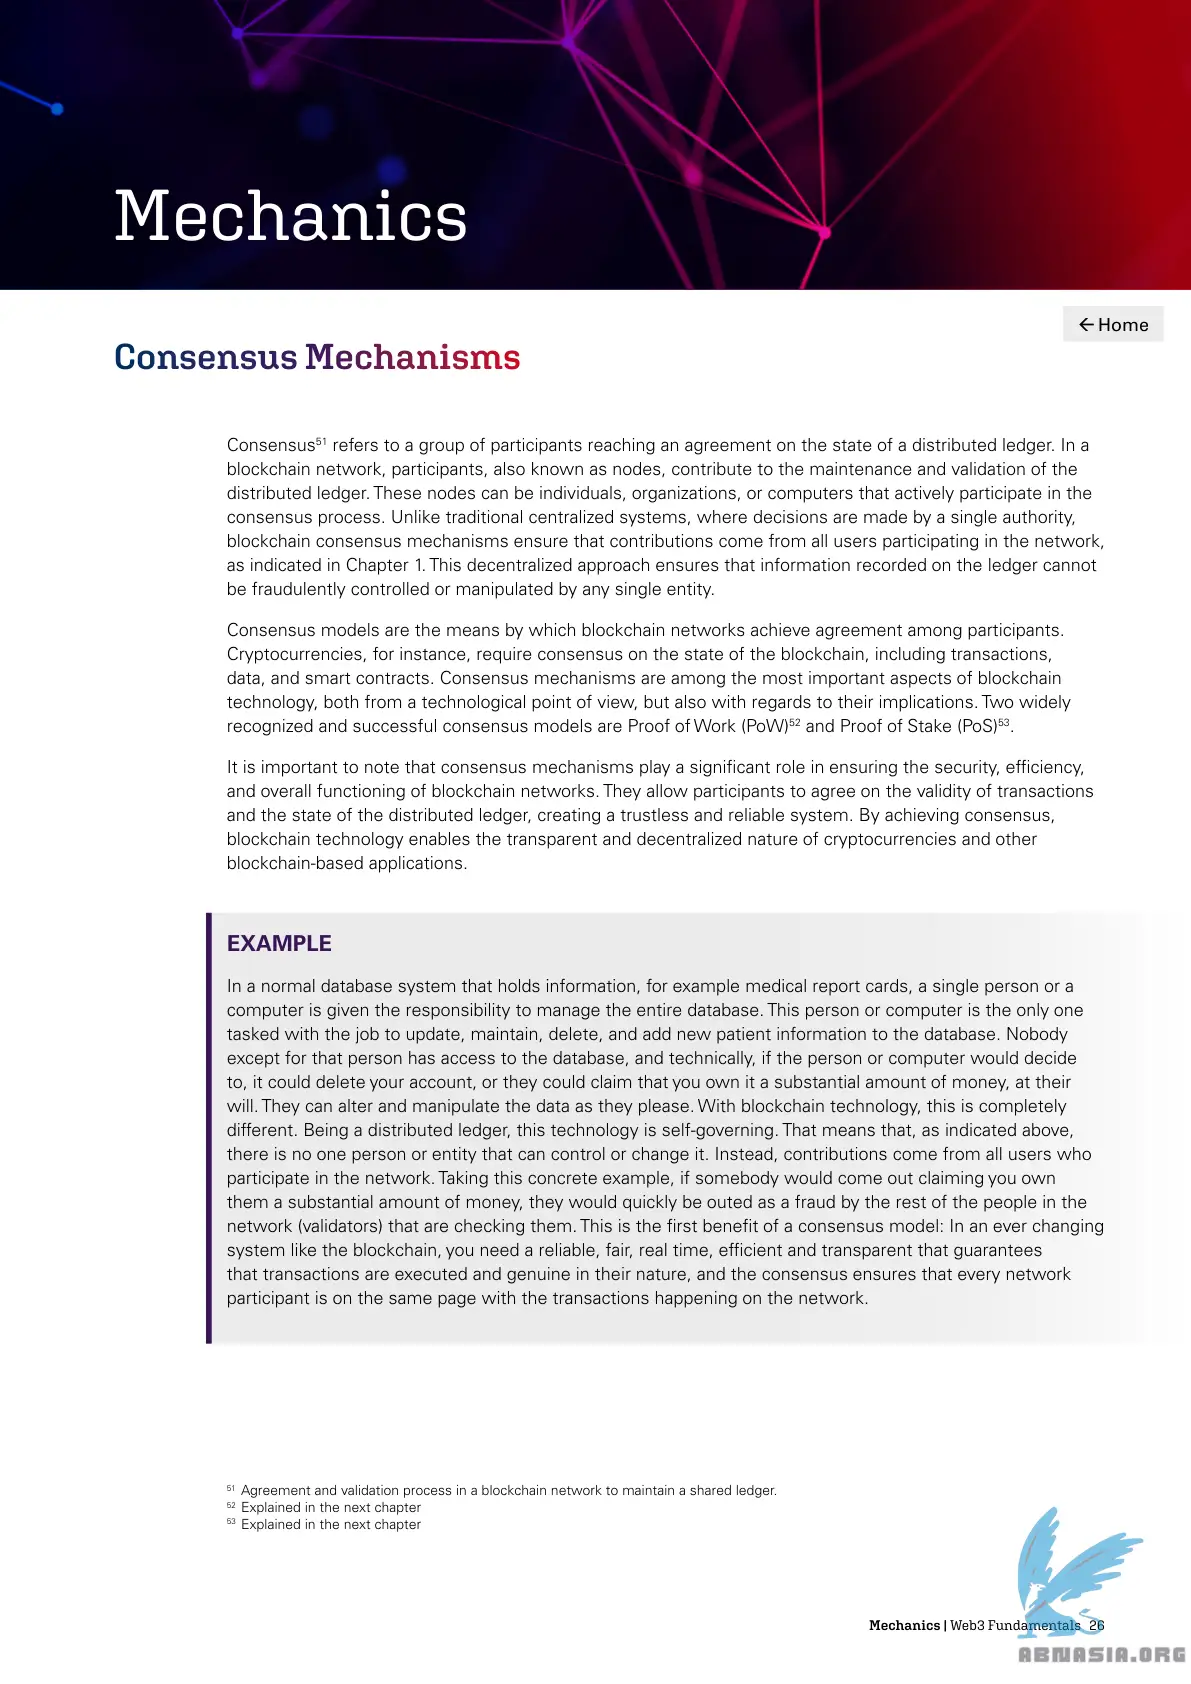 Mechanics
← Home
Consensus Mechanisms
Consensus51 refers to a group of participants reaching an agreement on the state of a distributed ledger. In a
blockchain network, participants, also known as nodes, contribute to the maintenance and validation of the
distributed ledger. These nodes can be individuals, organizations, or computers that actively participate in the
consensus process. Unlike traditional centralized systems, where decisions are made by a single authority,
blockchain consensus mechanisms ensure that contributions come from all users participating in the network,
as indicated in Chapter 1. This decentralized approach ensures that information recorded on the ledger cannot
be fraudulently controlled or manipulated by any single entity.
Consensus models are the means by which blockchain networks achieve agreement among participants.
Cryptocurrencies, for instance, require consensus on the state of the blockchain, including transactions,
data, and smart contracts. Consensus mechanisms are among the most important aspects of blockchain
technology, both from a technological point of view, but also with regards to their implications. Two widely
recognized and successful consensus models are Proof of Work (PoW)52 and Proof of Stake (PoS)53.
It is important to note that consensus mechanisms play a significant role in ensuring the security, efficiency,
and overall functioning of blockchain networks. They allow participants to agree on the validity of transactions
and the state of the distributed ledger, creating a trustless and reliable system. By achieving consensus,
blockchain technology enables the transparent and decentralized nature of cryptocurrencies and other
blockchain-based applications.
EXAMPLE
In a normal database system that holds information, for example medical report cards, a single person or a
computer is given the responsibility to manage the entire database. This person or computer is the only one
tasked with the job to update, maintain, delete, and add new patient information to the database. Nobody
except for that person has access to the database, and technically, if the person or computer would decide
to, it could delete your account, or they could claim that you own it a substantial amount of money, at their
will. They can alter and manipulate the data as they please. With blockchain technology, this is completely
different. Being a distributed ledger, this technology is self-governing. That means that, as indicated above,
there is no one person or entity that can control or change it. Instead, contributions come from all users who
participate in the network. Taking this concrete example, if somebody would come out claiming you own
them a substantial amount of money, they would quickly be outed as a fraud by the rest of the people in the
network (validators) that are checking them. This is the first benefit of a consensus model: In an ever changing
system like the blockchain, you need a reliable, fair, real time, efficient and transparent that guarantees
that transactions are executed and genuine in their nature, and the consensus ensures that every network
participant is on the same page with the transactions happening on the network.
51 Agreement and validation process in a blockchain network to maintain a shared ledger.
52 Explained in the next chapter
53 Explained in the next chapter
Mechanics | Web3 Fundamentals 26
ABNASIA.ORG